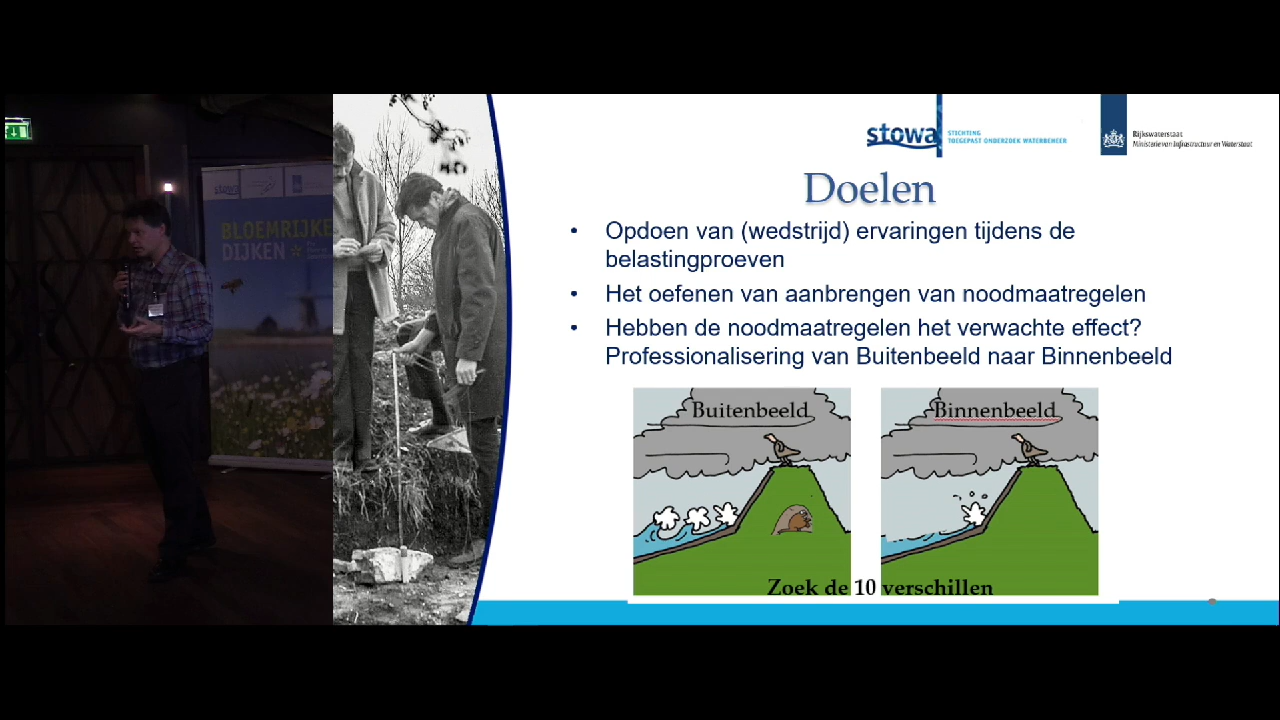 stowa
BLOEMRIJKE
DIJKEN
stowa
STICHTING
TOEGEPAST ONDERZOEK WATERBEHEER
Rijkswaterstaat
Ministerie van Infrastructuur en Waterstaat
Doelen
• Opdoen van (wedstrijd) ervaringen tijdens de
belastingproeven
• Het oefenen van aanbrengen van noodmaatregelen
• Hebben de noodmaatregelen het verwachte effect?
Professionalisering van Buitenbeeld naar Binnenbeeld
Buitenbeeld
Binnenbeeld
Zoek de 10 verschillen